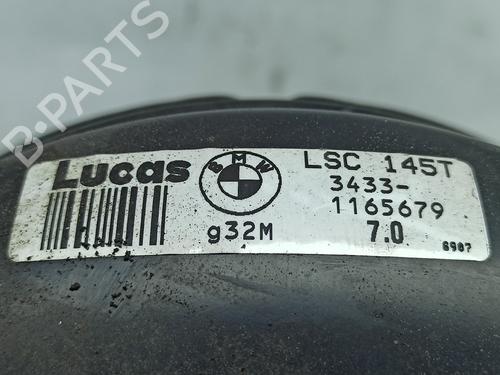 B-PARTS
Lucas
BMW
LSC 145T
3433-
1165679
g32M
7.0
6907